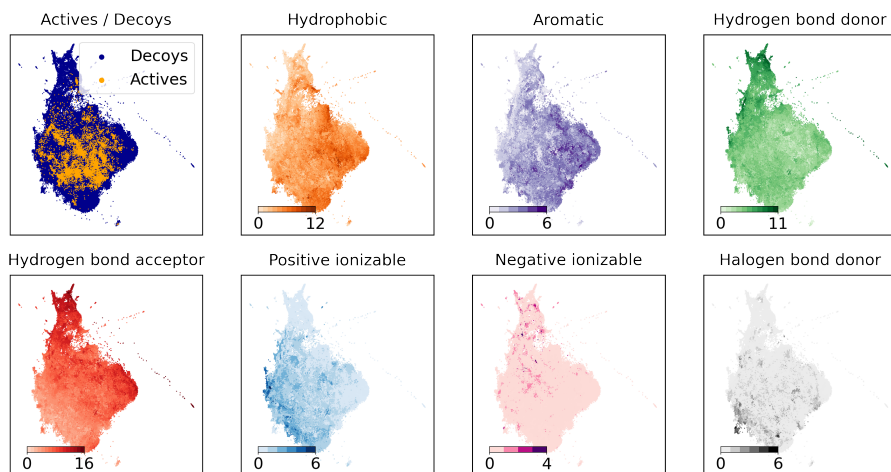 Actives / Decoys
Hydrophobic
Aromatic
Hydrogen bond donor
Decoys
Actives
0 12
0 6
0 11
Hydrogen bond acceptor
Positive ionizable
Negative ionizable
Halogen bond donor
0 16
0 6
0 4
0 6